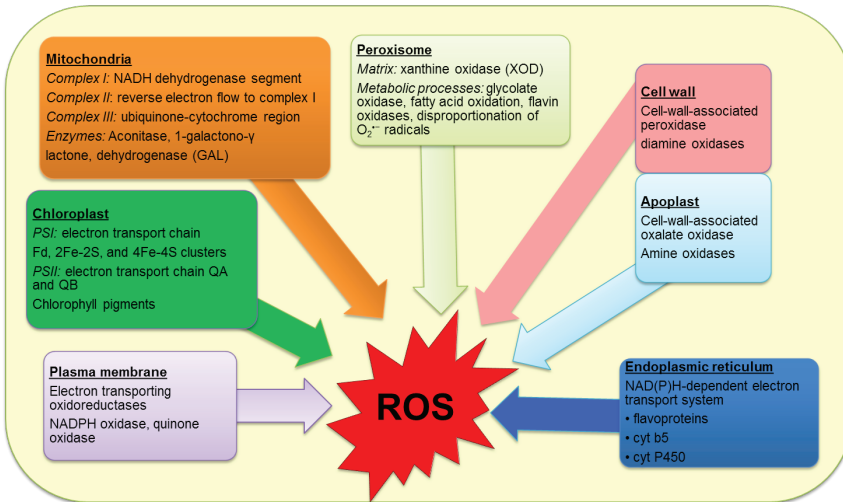 Mitochondria
Complex I: NADH dehydrogenase segment
Complex II: reverse electron flow to complex I
Complex III: ubiquinone-cytochrome region
Enzymes: Aconitase, 1-galactono-γ
lactone, dehydrogenase (GAL)
Peroxisome
Matrix: xanthine oxidase (XOD)
Metabolic processes: glycolate
oxidase, fatty acid oxidation, flavin
oxidases, disproportionation of
O₂•− radicals
Cell wall
Cell-wall-associated
peroxidase
diamine oxidases
Chloroplast
PSI: electron transport chain
Fd, 2Fe-2S, and 4Fe-4S clusters
PSII: electron transport chain QA
and QB
Chlorophyll pigments
Apoplast
Cell-wall-associated
oxalate oxidase
Amine oxidases
Plasma membrane
Electron transporting
oxidoreductases
NADPH oxidase, quinone
oxidase
ROS
Endoplasmic reticulum
NAD(P)H-dependent electron
transport system
• flavoproteins
• cyt b5
• cyt P450